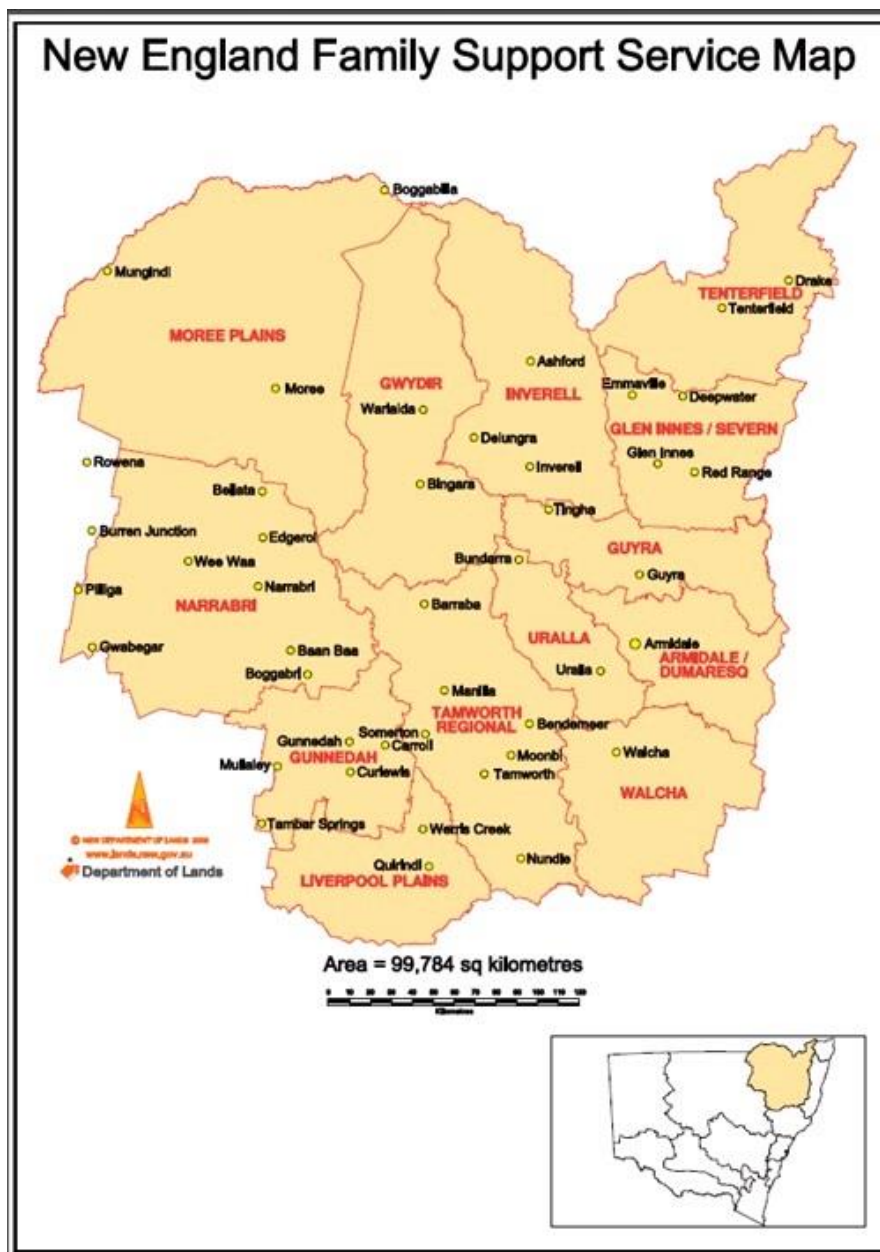 New England Family Support Service Map
Boggabilla
Mungindi
Drake
TENTERFIELD
Tenterfield
MOREE PLAINS
Ashford
Moree
GWYDIR
Emmaville
INVERELL
Deepwater
Warialda
GLEN INNES / SEVERN
Delungra
Glen Innes
Rowena
Inverell
Red Range
Bellata
Bingara
Tingha
Burren Junction
Edgeroi
GUYRA
Wee Waa
Bundarra
Guyra
Pilliga
Narrabri
NARRABRI
Barraba
URALLA
Gwabegar
Baan Baa
Armidale
ARMIDALE /
DUMARESQ
Boggabri
Uralla
Manilla
TAMWORTH
REGIONAL
Bendemeer
Somerton
Gunnedah
Carroll
GUNNEDAH
Moonbi
Walcha
Mullaley
Curlewis
Tamworth
WALCHA
Tambar Springs
Werris Creek
Quirindi
Nundle
LIVERPOOL PLAINS
N
www.lands.nsw.gov.au
Department of Lands
Area = 99,784 sq kilometres
Kilometres